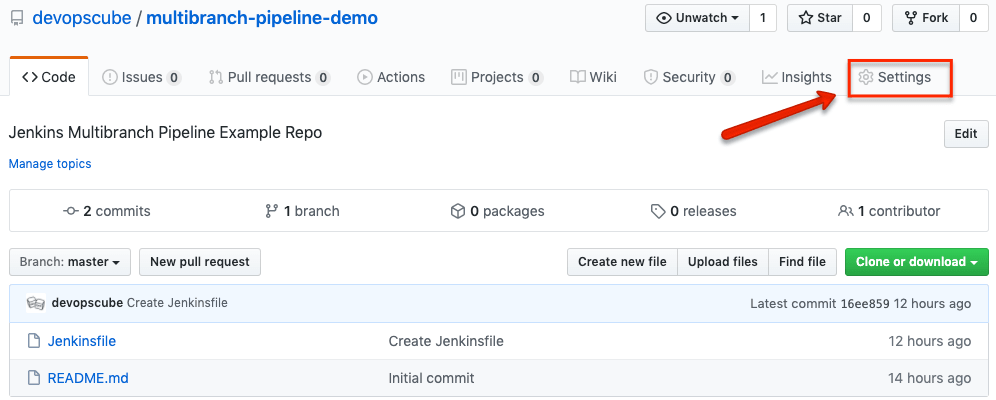 devopscube / multibranch-pipeline-demo Unwatch 1 Star 0 Fork 0
Code Issues 0 Pull requests 0 Actions Projects 0 Wiki Security 0 Insights Settings
Jenkins Multibranch Pipeline Example Repo Edit
Manage topics
2 commits 1 branch 0 packages 0 releases 1 contributor
Branch: master New pull request Create new file Upload files Find file Clone or download
devopscube Create Jenkinsfile Latest commit 16ee859 12 hours ago
Jenkinsfile Create Jenkinsfile 12 hours ago
README.md Initial commit 14 hours ago